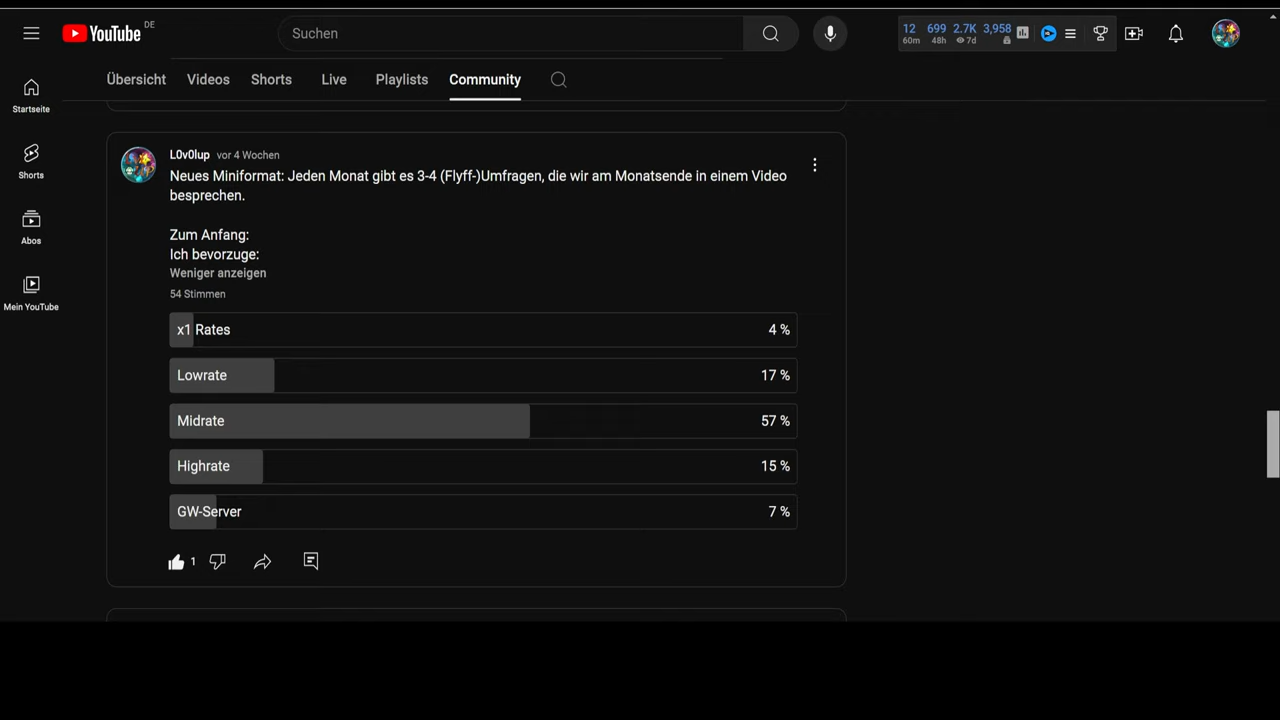 YouTube DE
Suchen
12 699 2.7K 3,958
60m 48h 7d
Übersicht Videos Shorts Live Playlists Community
Startseite
Shorts
Abos
Mein YouTube
L0v0lup vor 4 Wochen
Neues Miniformat: Jeden Monat gibt es 3-4 (Flyff-)Umfragen, die wir am Monatsende in einem Video
besprechen.
Zum Anfang:
Ich bevorzuge:
Weniger anzeigen
54 Stimmen
x1 Rates 4 %
Lowrate 17 %
Midrate 57 %
Highrate 15 %
GW-Server 7 %
1